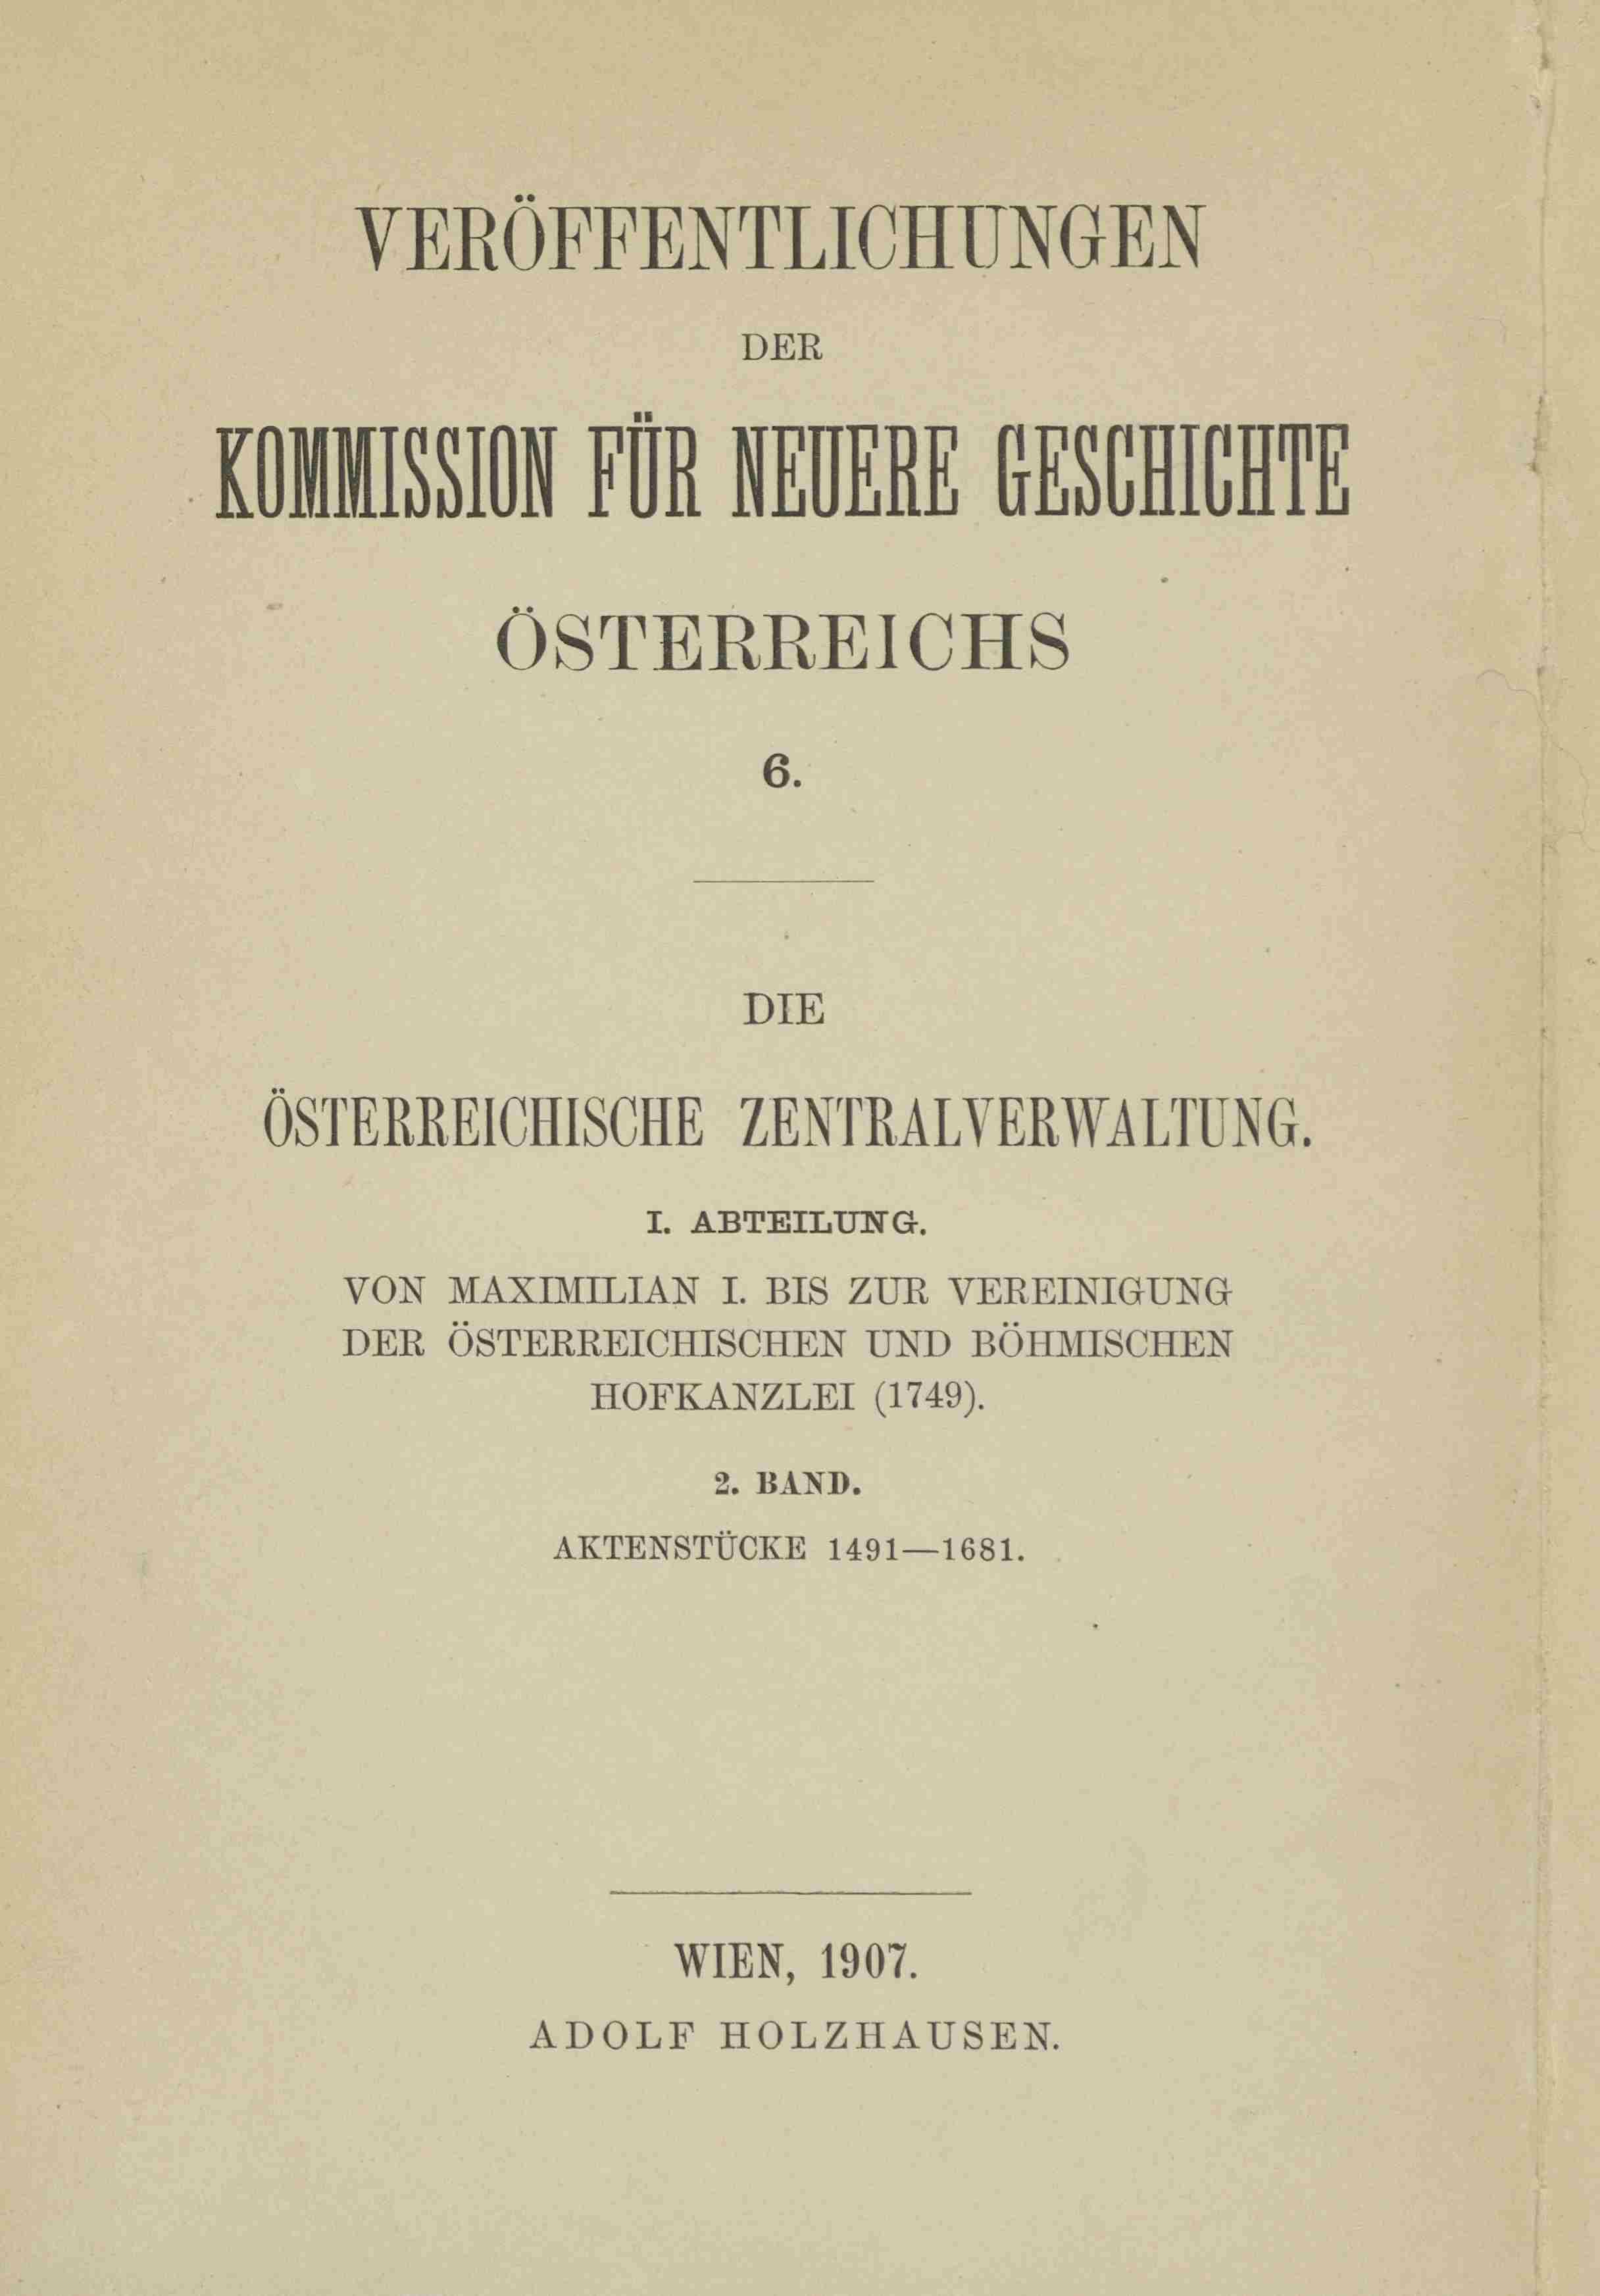 VERÖFFENTLICHUNGEN
DER
KOMMISSION FÜR NEUERE GESCHICHTE
ÖSTERREICHS
6.
DIE
ÖSTERREICHISCHE ZENTRALVERWALTUNG.
I. ABTEILUNG.
VON MAXIMILIAN I. BIS ZUR VEREINIGUNG
DER ÖSTERREICHISCHEN UND BÖHMISCHEN
HOFKANZLEI (1749).
2. BAND.
AKTENSTÜCKE 1491—1681.
WIEN, 1907.
ADOLF HOLZHAUSEN.